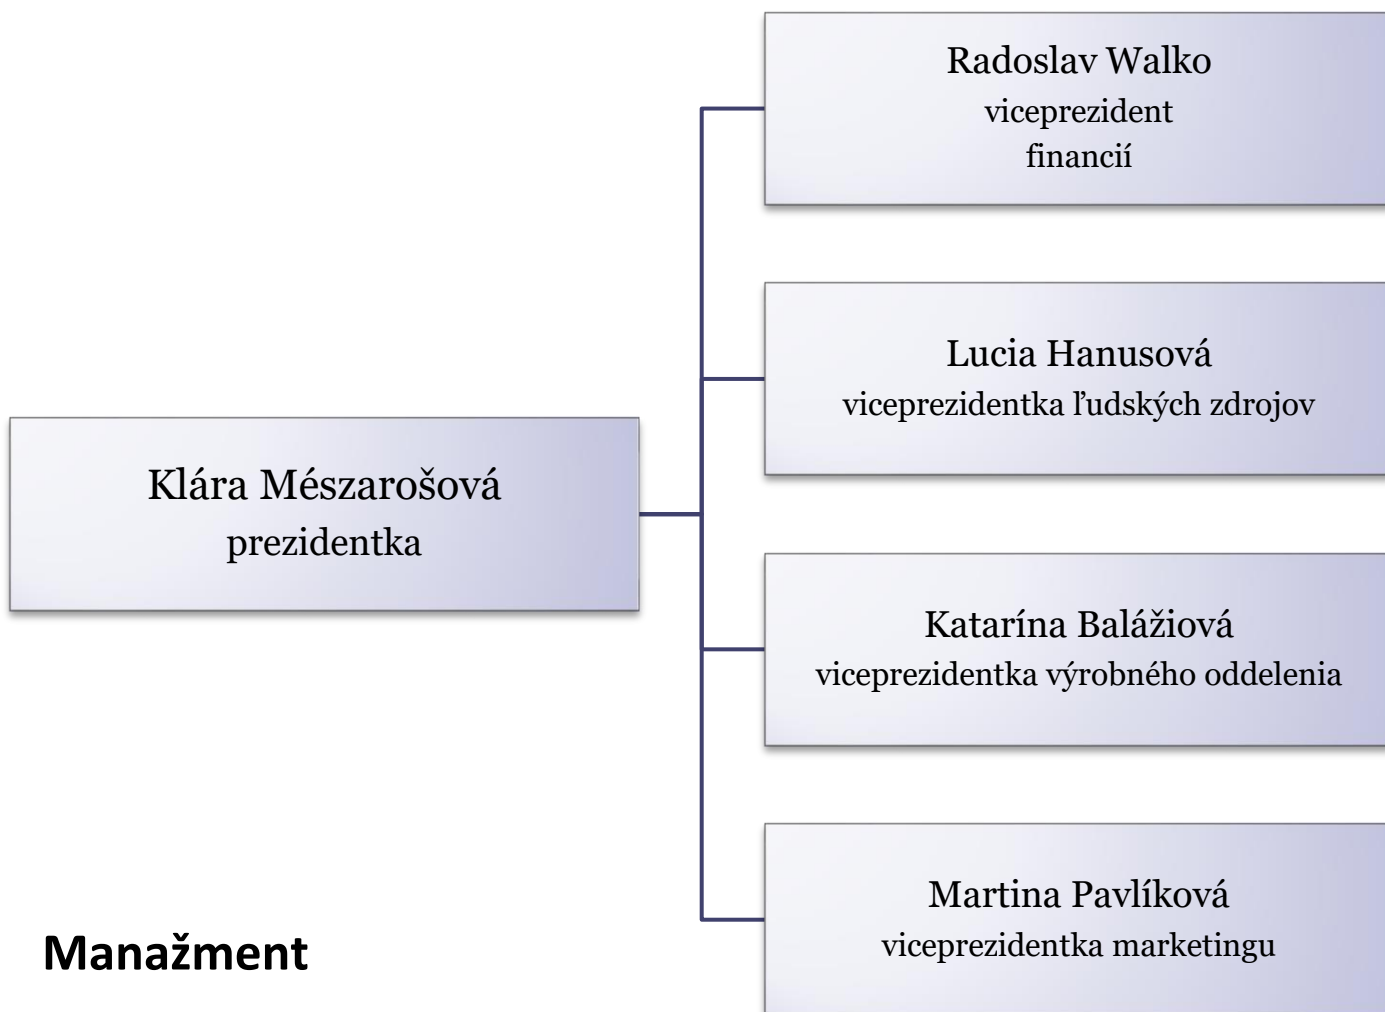 Radoslav Walko
viceprezident
financií
Lucia Hanusová
viceprezidentka ľudských zdrojov
Klára Mészarošová
prezidentka
Katarína Balážiová
viceprezidentka výrobného oddelenia
Martina Pavlíková
viceprezidentka marketingu
Manažment